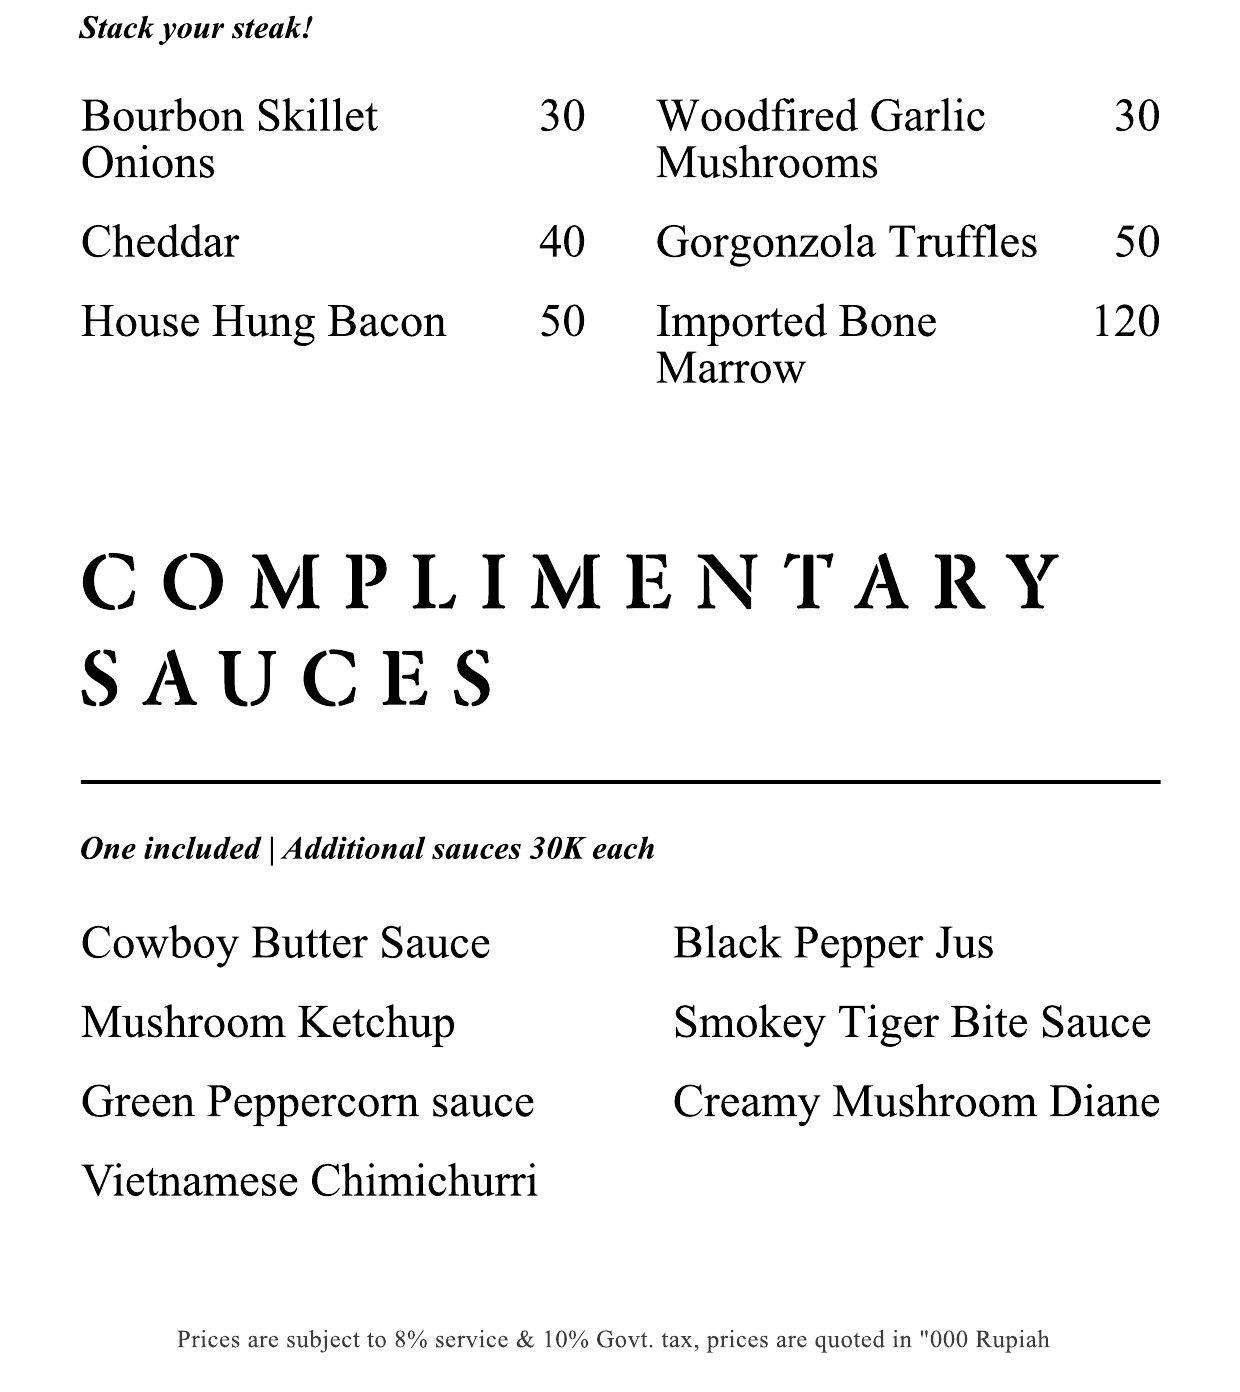 Stack your steak!
Bourbon Skillet Onions 30
Woodfired Garlic Mushrooms 30
Cheddar 40
Gorgonzola Truffles 50
House Hung Bacon 50
Imported Bone Marrow 120
COMPLIMENTARY
SAUCES
One included | Additional sauces 30K each
Cowboy Butter Sauce
Black Pepper Jus
Mushroom Ketchup
Smokey Tiger Bite Sauce
Green Peppercorn sauce
Creamy Mushroom Diane
Vietnamese Chimichurri
Prices are subject to 8% service & 10% Govt. tax, prices are quoted in "000 Rupiah